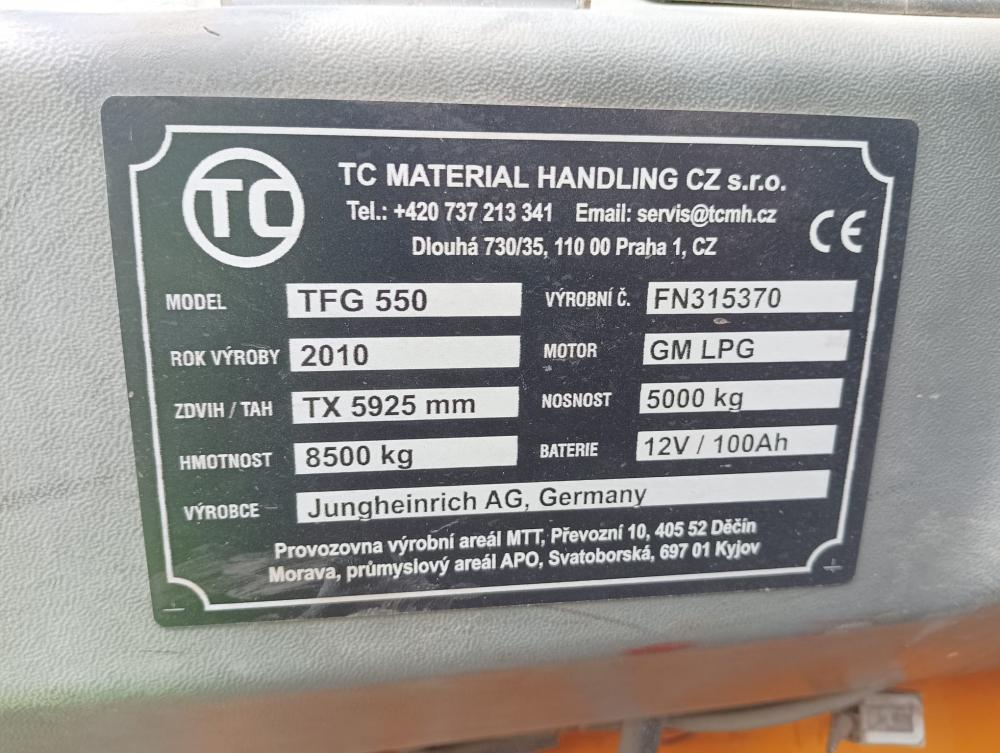 TC
TC MATERIAL HANDLING CZ s.r.o.
Tel.: +420 737 213 341 Email: servis@tcmh.cz
Dlouhá 730/35, 110 00 Praha 1, CZ
CE
MODEL TFG 550 VÝROBNÍ Č. FN315370
ROK VÝROBY 2010 MOTOR GM LPG
ZDVIH / TAH TX 5925 mm NOSNOST 5000 kg
HMOTNOST 8500 kg BATERIE 12V / 100Ah
VÝROBCE Jungheinrich AG, Germany
Provozovna výrobní areál MTT, Převozní 10, 405 52 Děčín
Morava, průmyslový areál APO, Svatoborská, 697 01 Kyjov